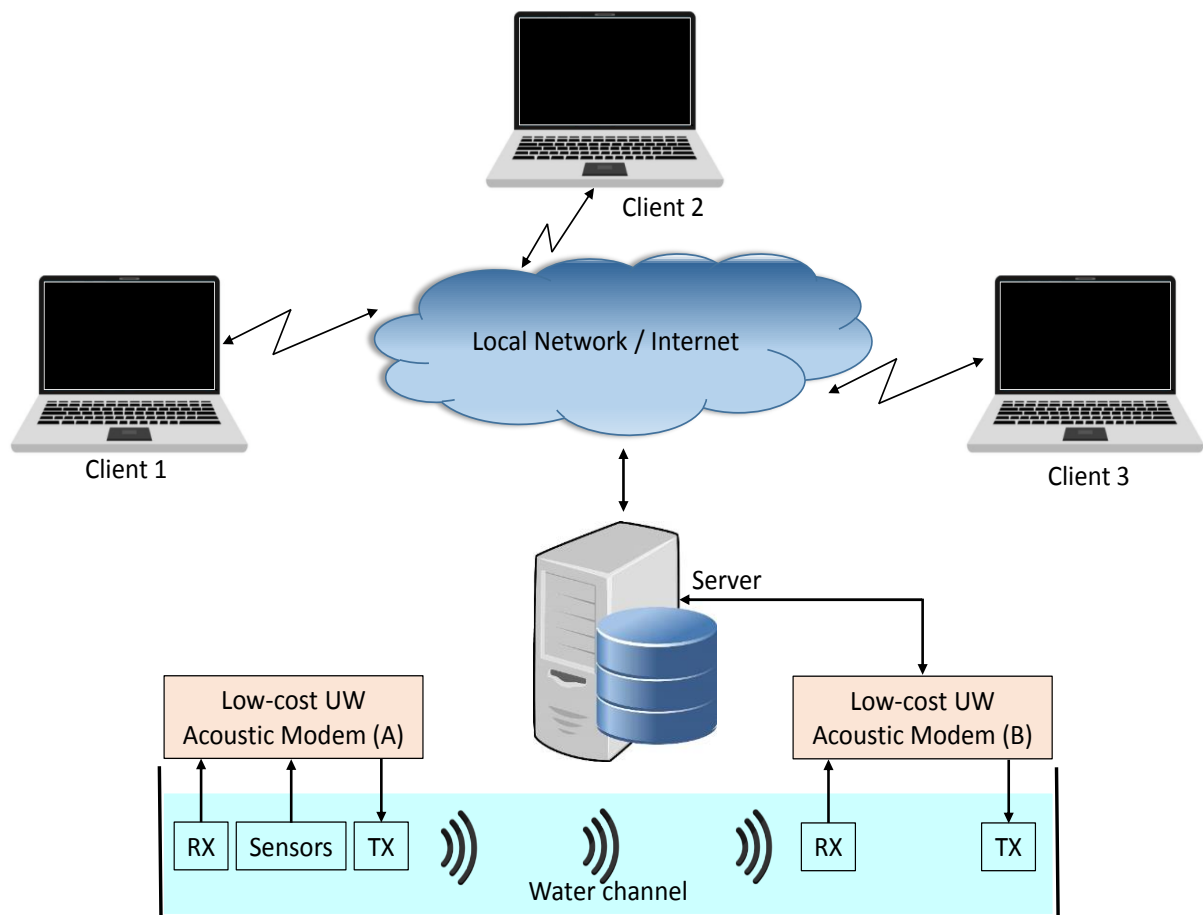 Client 2
Local Network / Internet
Client 1
Client 3
Server
Low-cost UW
Acoustic Modem (A)
Low-cost UW
Acoustic Modem (B)
RX
Sensors
TX
RX
TX
Water channel